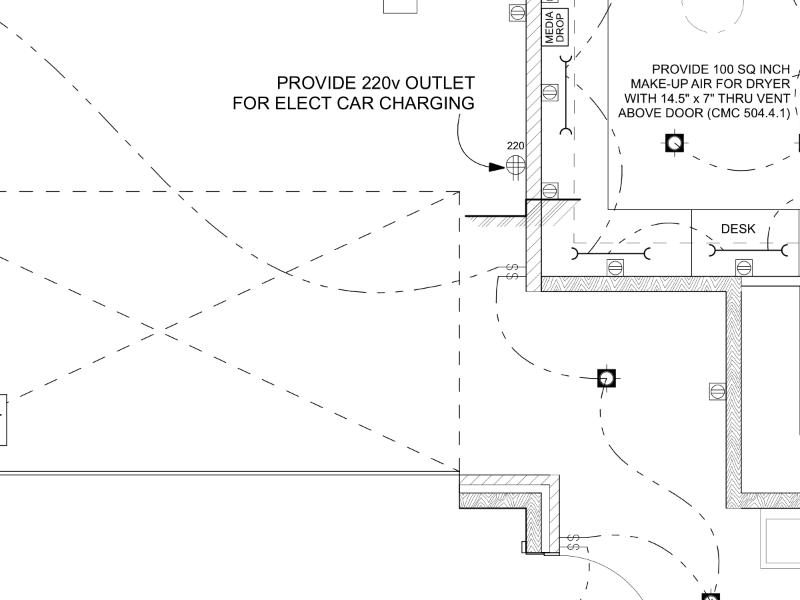 MEDIA
DROP
PROVIDE 220v OUTLET
FOR ELECT CAR CHARGING
PROVIDE 100 SQ INCH
MAKE-UP AIR FOR DRYER
WITH 14.5" x 7" THRU VENT
ABOVE DOOR (CMC 504.4.1)
220
DESK
SS
SS